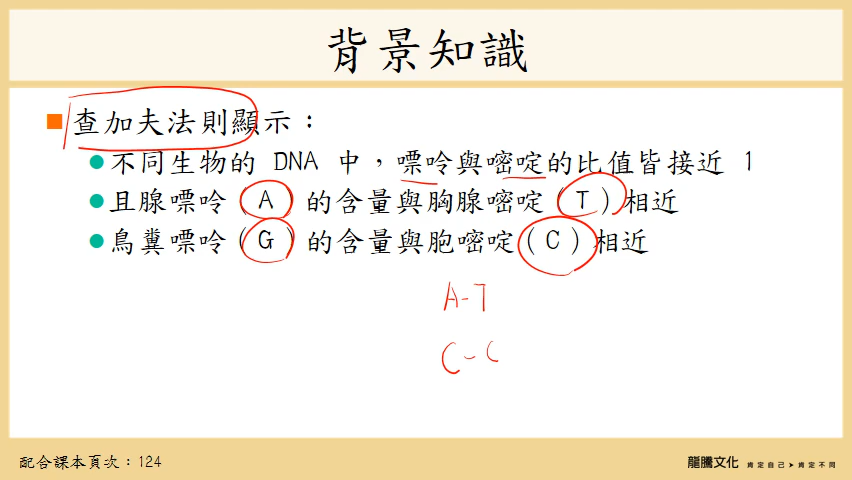 背景知識
查加夫法則顯示：
不同生物的 DNA 中，嘌呤與嘧啶的比值皆接近 1
且腺嘌呤（A）的含量與胸腺嘧啶（T）相近
鳥糞嘌呤（G）的含量與胞嘧啶（C）相近
A-T
C-C
配合課本頁次：124
龍騰文化 肯定自己➤肯定不同